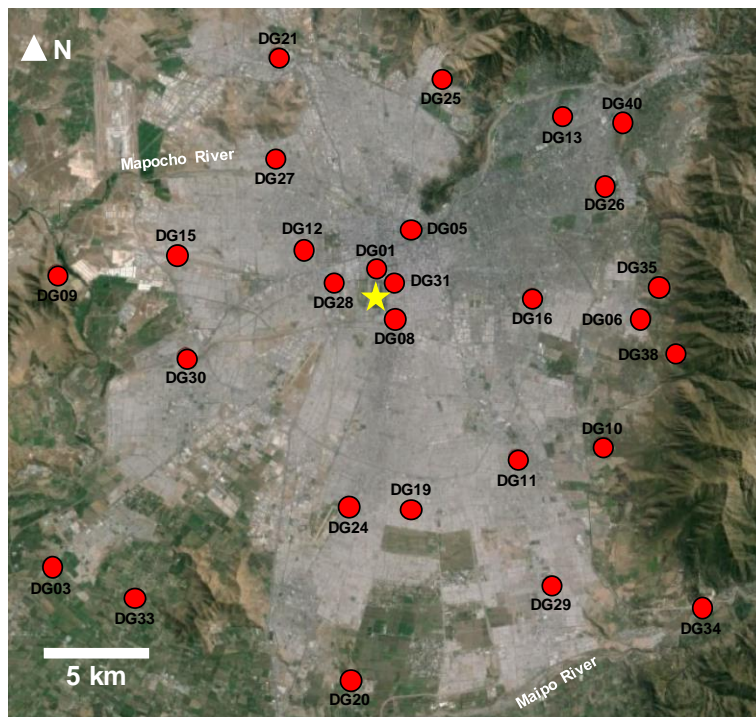 DG21
N
DG25
DG40
DG13
Mapocho River
DG27
DG26
DG05
DG15
DG12
DG01
DG09
DG28
DG31
DG35
DG16
DG06
DG08
DG38
DG30
DG10
DG11
DG19
DG24
DG03
DG33
DG29
DG34
5 km
Maipo River
DG20